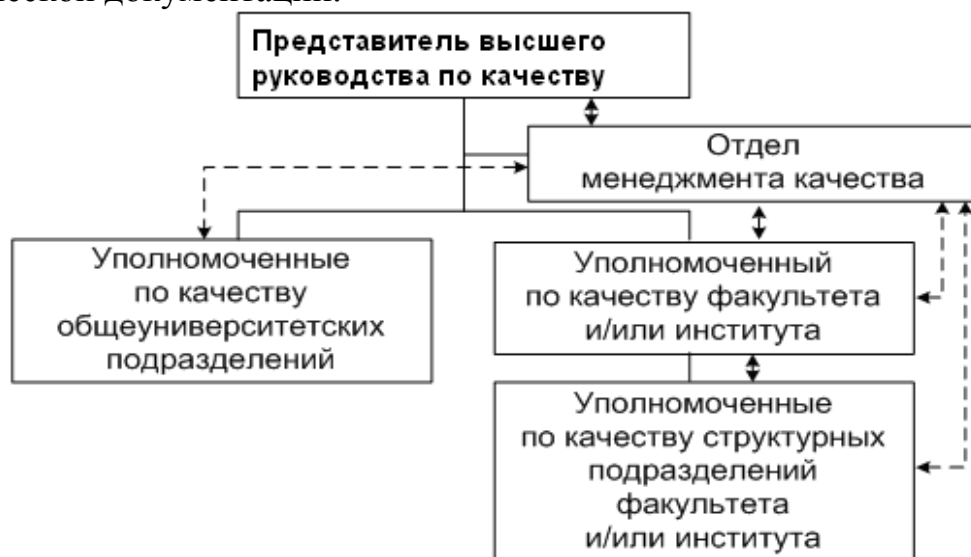 документации.
Представитель высшего
руководства по качеству
Отдел
менеджмента качества
Уполномоченные
по качеству
общеуниверситетских
подразделений
Уполномоченный
по качеству факультета
и/или института
Уполномоченные
по качеству структурных
подразделений
факультета
и/или института